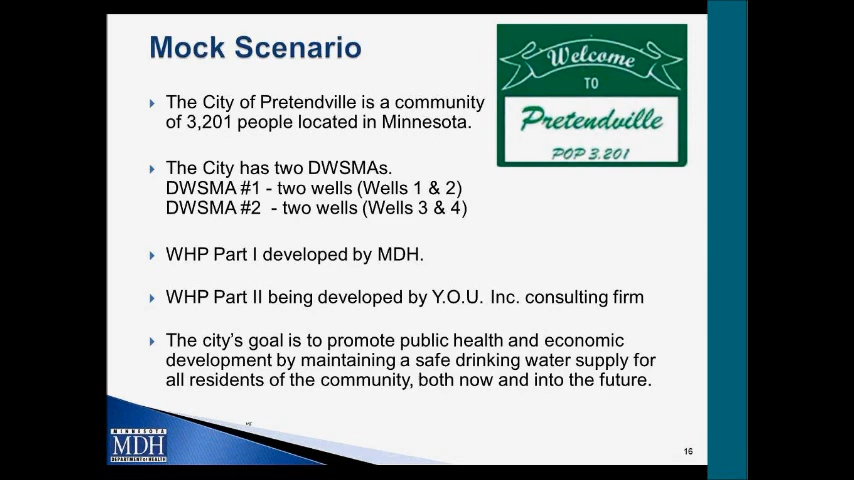 Mock Scenario
Welcome
TO
Pretendville
POP 3,201
The City of Pretendville is a community
of 3,201 people located in Minnesota.
The City has two DWSMAs.
DWSMA #1 - two wells (Wells 1 & 2)
DWSMA #2 - two wells (Wells 3 & 4)
WHP Part I developed by MDH.
WHP Part II being developed by Y.O.U. Inc. consulting firm
The city's goal is to promote public health and economic
development by maintaining a safe drinking water supply for
all residents of the community, both now and into the future.
MINNESOTA
MDH
DEPARTMENT OF HEALTH
16